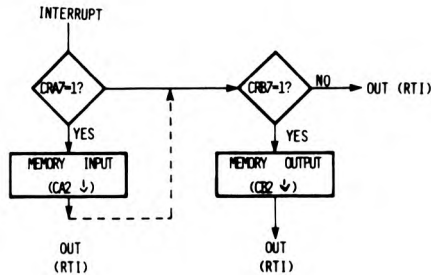 INTERRUPT
CRA7=1?
CRB7=1?
NO
OUT (RTI)
YES
YES
MEMORY INPUT
(CA2 ↓)
MEMORY OUTPUT
(CB2 ↓)
OUT
(RTI)
OUT
(RTI)